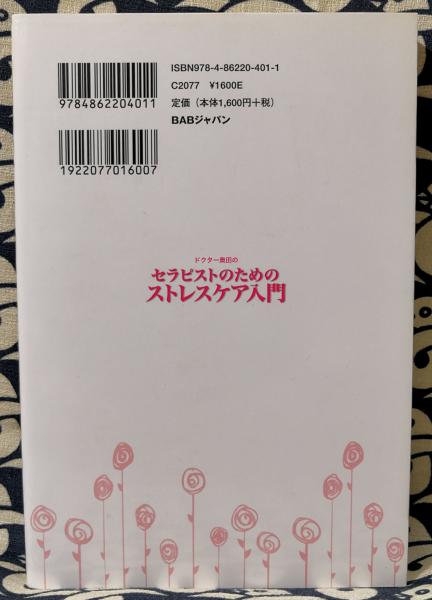 ISBN978-4-86220-401-1
C2077 ¥1600E
定価（本体1,600円＋税）
BABジャパン
9784862204011
1922077016007
ドクター奥田の
セラピストのための
ストレスケア入門